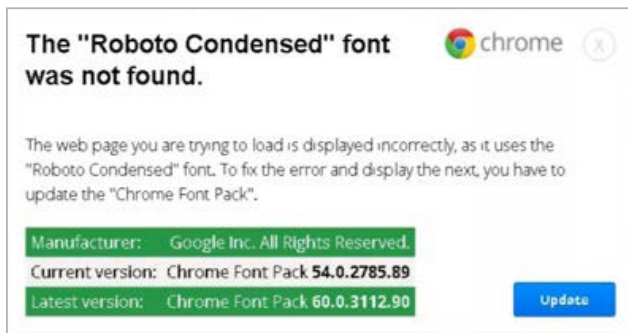 The "Roboto Condensed" font
was not found.
chrome
X
The web page you are trying to load is displayed incorrectly, as it uses the
"Roboto Condensed" font. To fix the error and display the next, you have to
update the "Chrome Font Pack".
Manufacturer: Google Inc. All Rights Reserved.
Current version: Chrome Font Pack 54.0.2785.89
Latest version: Chrome Font Pack 60.0.3112.90
Update